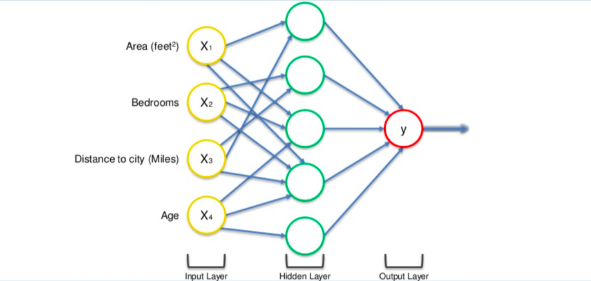 Area (feet²)
X₁
Bedrooms
X₂
y
Distance to city (Miles)
X₃
Age
X₄
Input Layer
Hidden Layer
Output Layer